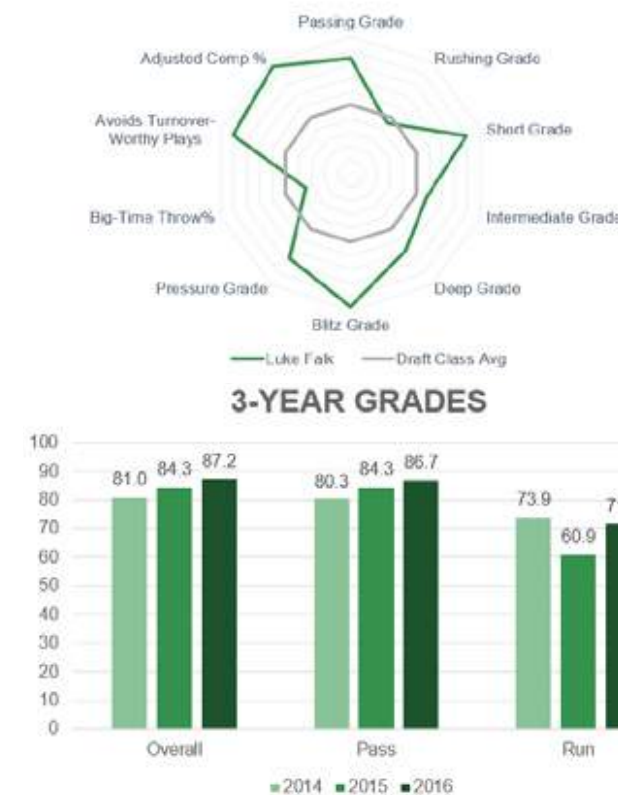 Passing Grade
Adjusted Comp %
Rushing Grade
Avoids Turnover-
Worthy Plays
Short Grade
Big-Time Throw%
Intermediate Grade
Pressure Grade
Deep Grade
Blitz Grade
Luke Falk
Draft Class Avg
3-YEAR GRADES
100
90
80
70
60
50
40
30
20
10
0
81.0 84.3 87.2
80.3 84.3 86.7
73.9 60.9
Overall Pass Run
2014 2015 2016